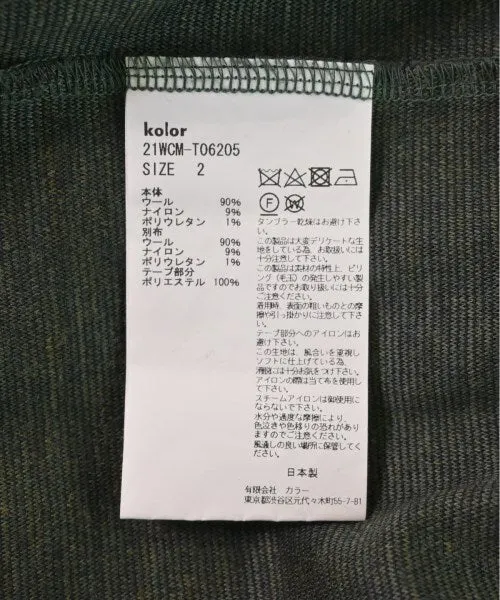 kolor
21WCM-T06205
SIZE 2
本体
ウール 90%
ナイロン 9%
ポリウレタン 1%
別布
ウール 90%
ナイロン 9%
ポリウレタン 1%
テープ部分
ポリエステル 100%
タンブラー乾燥はお避け下さ
い。
この製品は大変デリケートな生
地をしている為、お取扱いには
十分注意して下さい。
この製品は素材の特性上、ピリ
ング(毛玉)の発生しやすい製
品ですのでお取り扱いには十分
ご注意ください。
着用時、表面の粗いものとの摩
擦や引っ掛かりに注意して下さ
い。
テープ部分へのアイロンはお
避け下さい。
この生地は、風合いを重視し
ソフトに仕上げている為、
には十分お気をつけ下さい。
アイロンの際は当て布を使用し
て下さい。
スチームアイロンは御使用に
ならないで下さい。
水分や過度な摩擦により、
色泣きや色移りの恐れがあり
ますのでご注意ください。
風通しの良い場所に保管してく
ださい。
日本製
有限会社 カラー
東京都渋谷区元代々木町55-7-B1